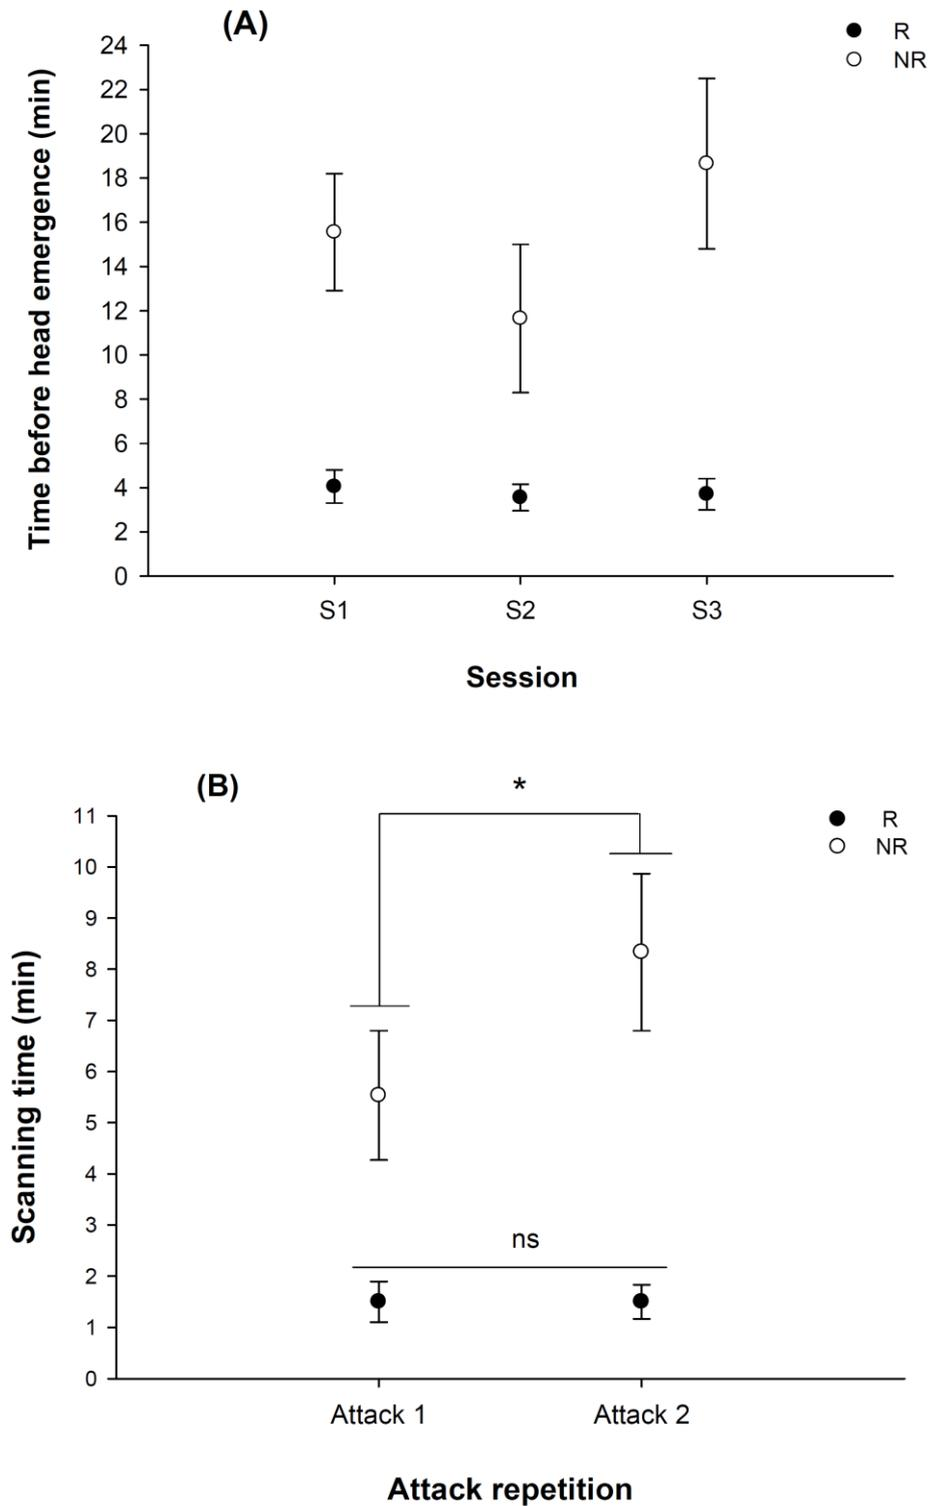 (A)
R
NR
Time before head emergence (min)
24
22
20
18
16
14
12
10
8
6
4
2
0
S1 S2 S3
Session
(B)
*
R
NR
Scanning time (min)
11
10
9
8
7
6
5
4
3
2
1
0
ns
Attack 1 Attack 2
Attack repetition